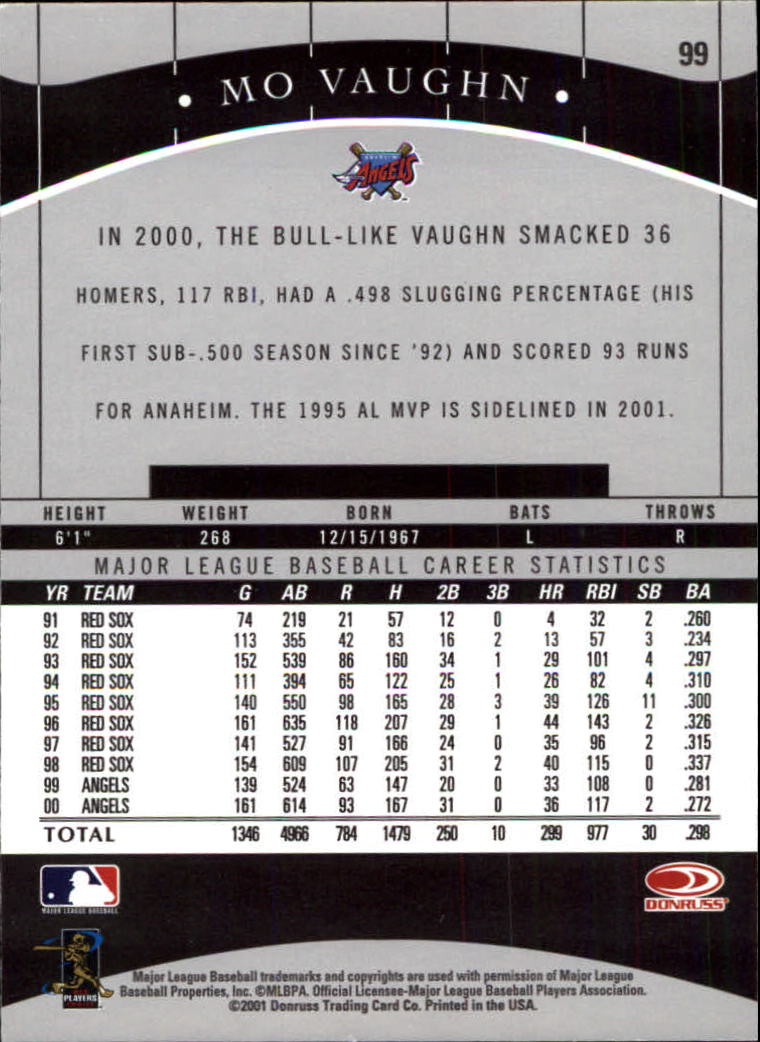 99
MO VAUGHN
ANGELS
IN 2000, THE BULL-LIKE VAUGHN SMACKED 36
HOMERS, 117 RBI, HAD A .498 SLUGGING PERCENTAGE (HIS
FIRST SUB-.500 SEASON SINCE '92) AND SCORED 93 RUNS
FOR ANAHEIM. THE 1995 AL MVP IS SIDELINED IN 2001.
HEIGHT WEIGHT BORN BATS THROWS
6'1" 268 12/15/1967 L R
MAJOR LEAGUE BASEBALL CAREER STATISTICS
YR TEAM G AB R H 2B 3B HR RBI SB BA
91 RED SOX 74 219 21 57 12 0 4 32 2 .260
92 RED SOX 113 355 42 83 16 2 13 57 3 .234
93 RED SOX 152 539 86 160 34 1 29 101 4 .297
94 RED SOX 111 394 65 122 25 1 26 82 4 .310
95 RED SOX 140 550 98 165 28 3 39 126 11 .300
96 RED SOX 161 635 118 207 29 1 44 143 2 .326
97 RED SOX 141 527 91 166 24 0 35 96 2 .315
98 RED SOX 154 609 107 205 31 2 40 115 0 .337
99 ANGELS 139 524 63 147 20 0 33 108 0 .281
00 ANGELS 161 614 93 167 31 0 36 117 2 .272
TOTAL 1346 4966 784 1479 250 10 299 977 30 .298
MAJOR LEAGUE BASEBALL
DONRUSS
PLAYERS
Major League Baseball trademarks and copyrights are used with permission of Major League
Baseball Properties, Inc. ©MLBPA. Official Licensee-Major League Baseball Players Association.
©2001 Donruss Trading Card Co. Printed in the USA.